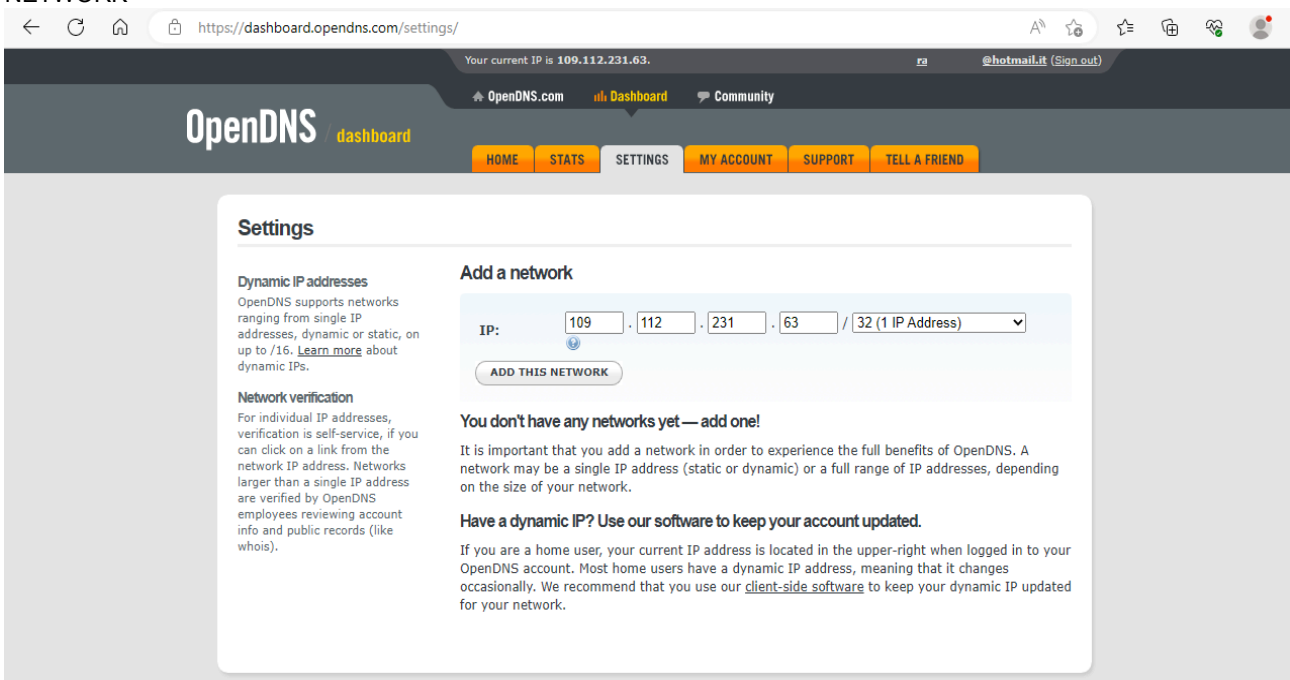 NETWORK
https://dashboard.opendns.com/settings/
Your current IP is 109.112.231.63.
ra @hotmail.it (Sign out)
OpenDNS.com Dashboard Community
OpenDNS / dashboard
HOME STATS SETTINGS MY ACCOUNT SUPPORT TELL A FRIEND
Settings
Dynamic IP addresses
OpenDNS supports networks
ranging from single IP
addresses, dynamic or static, on
up to /16. Learn more about
dynamic IPs.
Network verification
For individual IP addresses,
verification is self-service, if you
can click on a link from the
network IP address. Networks
larger than a single IP address
are verified by OpenDNS
employees reviewing account
info and public records (like
whois).
Add a network
IP: 109 . 112 . 231 . 63 / 32 (1 IP Address)
ADD THIS NETWORK
You don't have any networks yet — add one!
It is important that you add a network in order to experience the full benefits of OpenDNS. A
network may be a single IP address (static or dynamic) or a full range of IP addresses, depending
on the size of your network.
Have a dynamic IP? Use our software to keep your account updated.
If you are a home user, your current IP address is located in the upper-right when logged in to your
OpenDNS account. Most home users have a dynamic IP address, meaning that it changes
occasionally. We recommend that you use our client-side software to keep your dynamic IP updated
for your network.